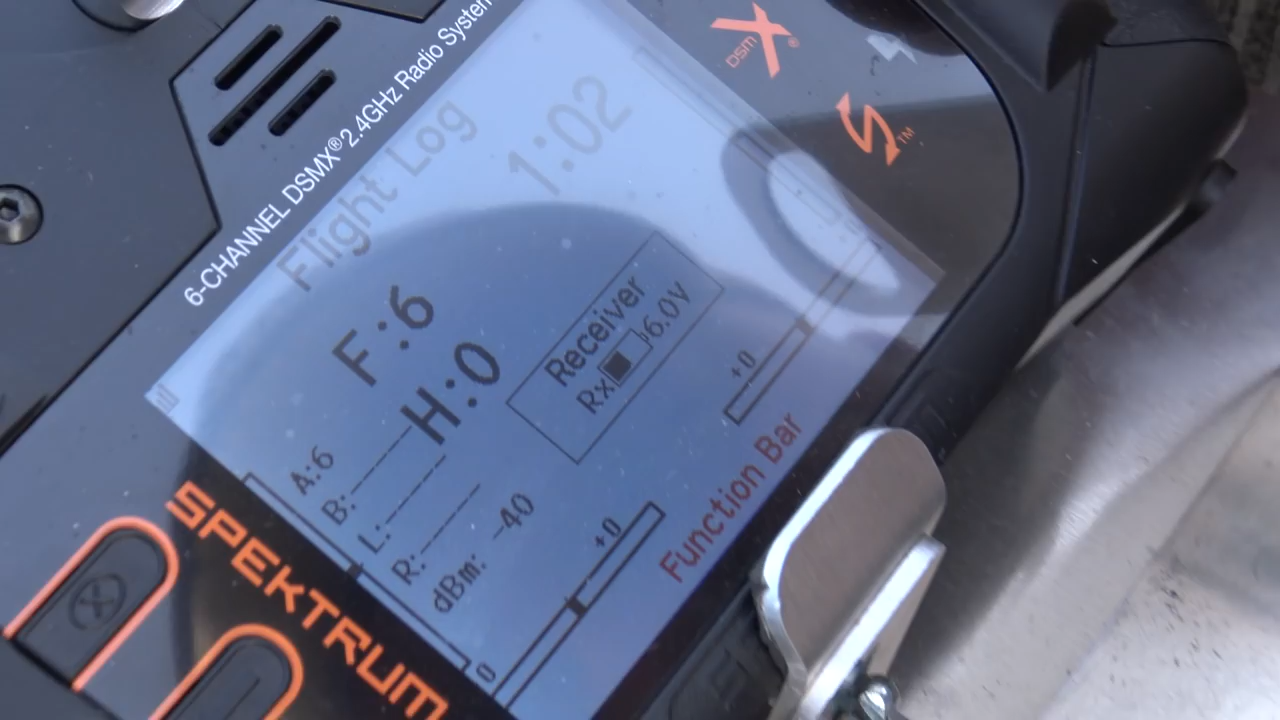 6-CHANNEL DSMX® 2.4GHz Radio System
DSM X®
™
Flight Log
1:02
F:6
H:0
Receiver
Rx 6.0V
A:6
B:------
L:------
R:------
dBm: -40
+0
+0
0
Function Bar
SPEKTRUM